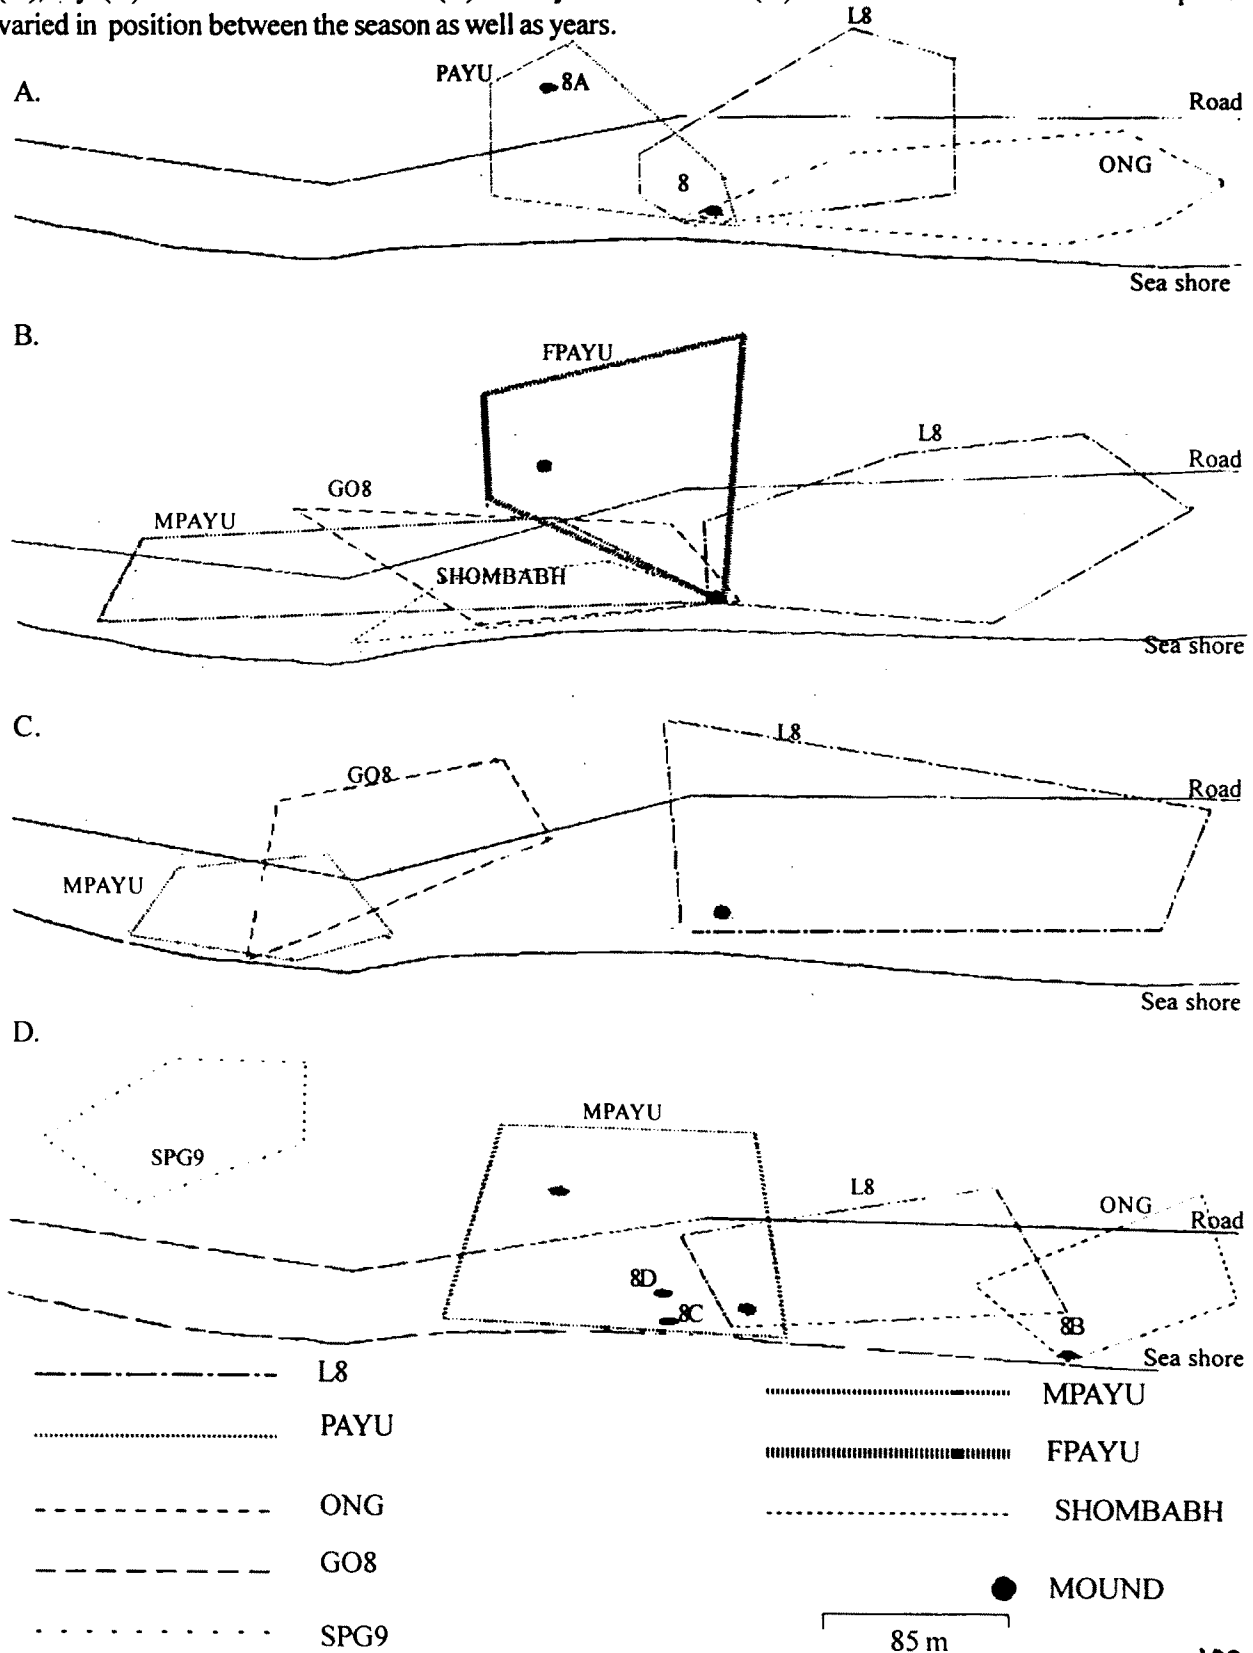 varied in position between the season as well as years.
A.
PAYU
8A
L8
Road
8
ONG
Sea shore
B.
FPAYU
L8
Road
GO8
MPAYU
SHOMBABH
Sea shore
C.
L8
GO8
Road
MPAYU
Sea shore
D.
MPAYU
SPG9
L8
ONG
Road
8D
8C
8B
Sea shore
L8
MPAYU
PAYU
FPAYU
ONG
SHOMBABH
GO8
MOUND
SPG9
85 m